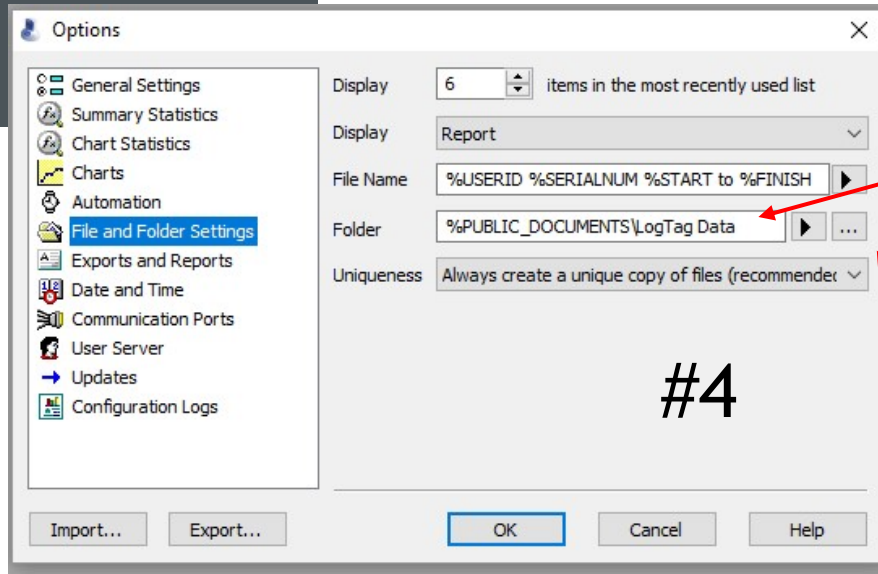 Options
General Settings
Summary Statistics
Chart Statistics
Charts
Automation
File and Folder Settings
Exports and Reports
Date and Time
Communication Ports
User Server
Updates
Configuration Logs
Display 6 items in the most recently used list
Display Report
File Name %USERID %SERIALNUM %START to %FINISH
Folder %PUBLIC_DOCUMENTS\LogTag Data ...
Uniqueness Always create a unique copy of files (recommended
#4
Import... Export... OK Cancel Help